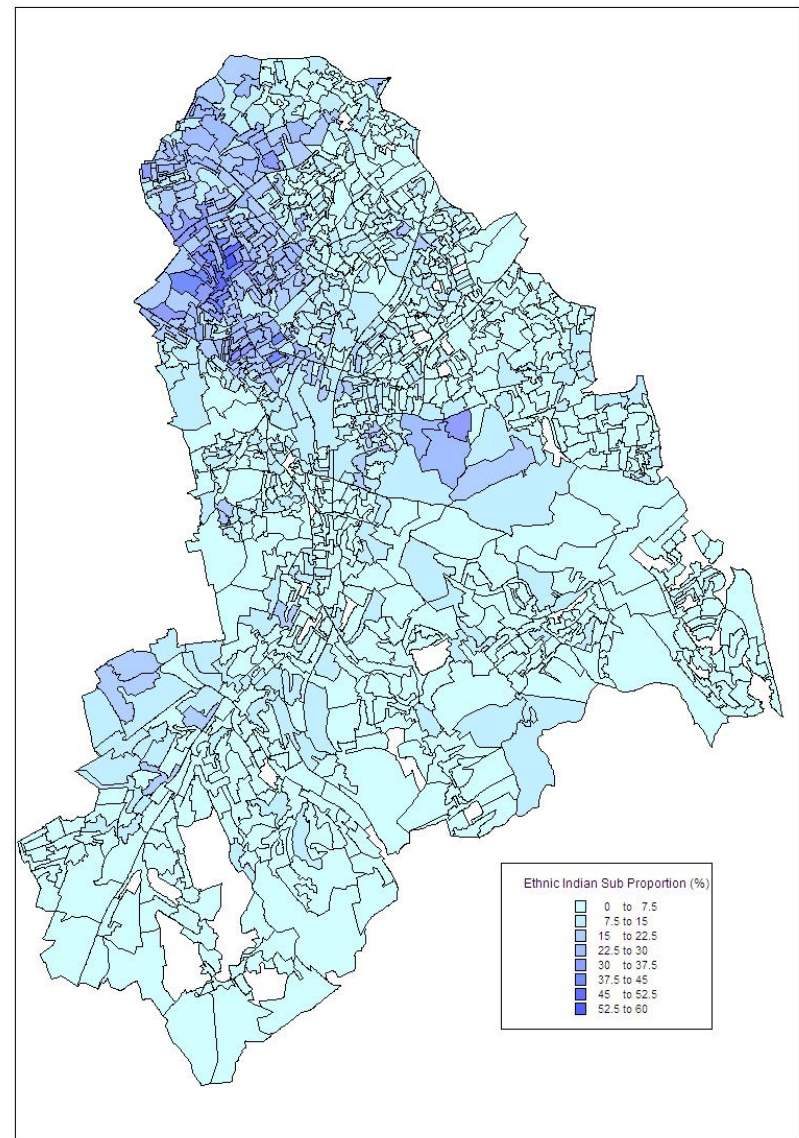 Ethnic Indian Sub Proportion (%)
0 to 7.5
7.5 to 15
15 to 22.5
22.5 to 30
30 to 37.5
37.5 to 45
45 to 52.5
52.5 to 60